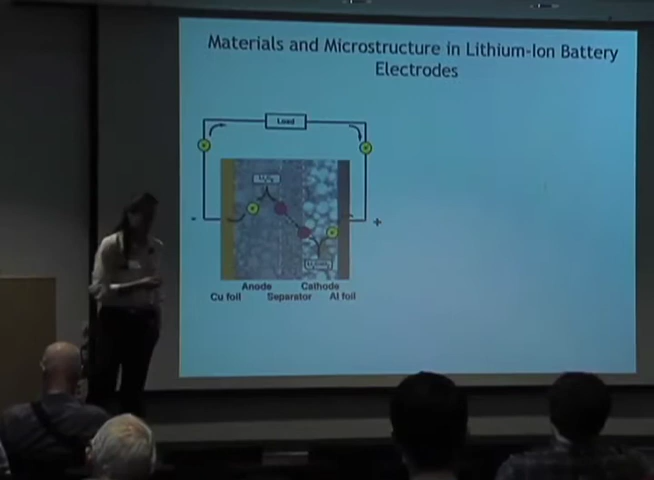 Materials and Microstructure in Lithium-Ion Battery
Electrodes
Load
- +
Anode Cathode
Cu foil Separator Al foil